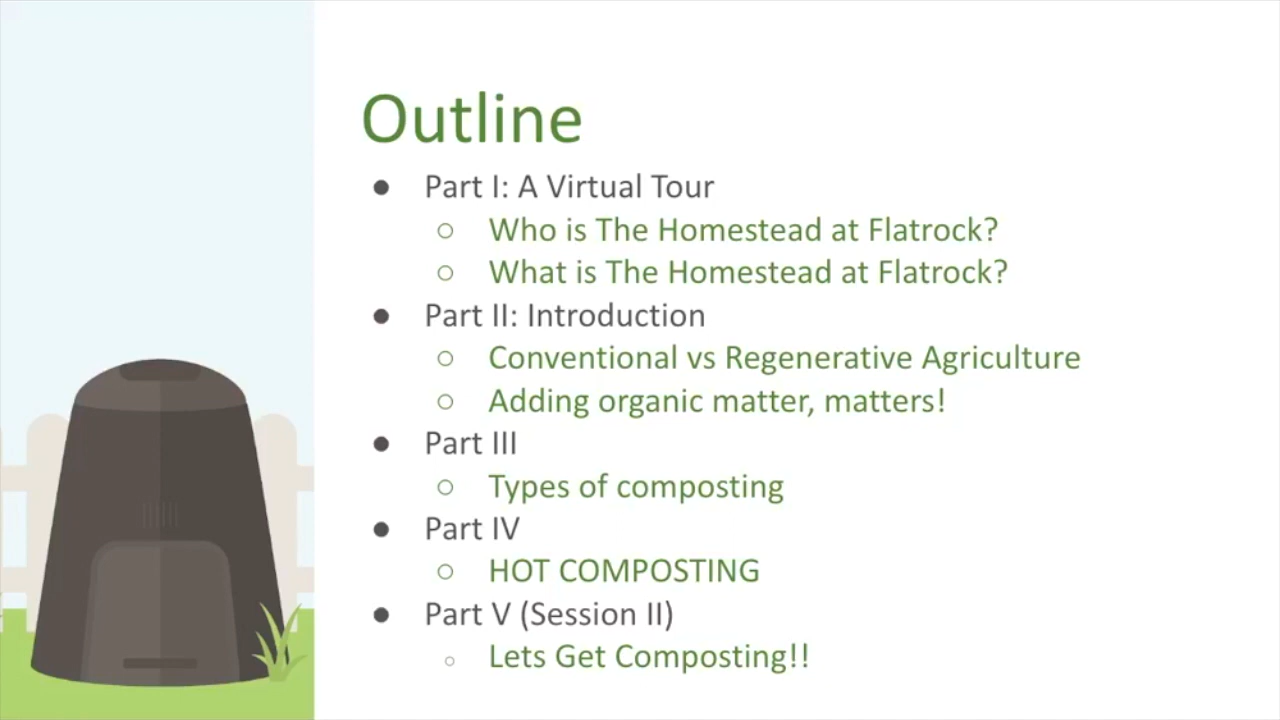 Outline
● Part I: A Virtual Tour
○ Who is The Homestead at Flatrock?
○ What is The Homestead at Flatrock?
● Part II: Introduction
○ Conventional vs Regenerative Agriculture
○ Adding organic matter, matters!
● Part III
○ Types of composting
● Part IV
○ HOT COMPOSTING
● Part V (Session II)
○ Lets Get Composting!!